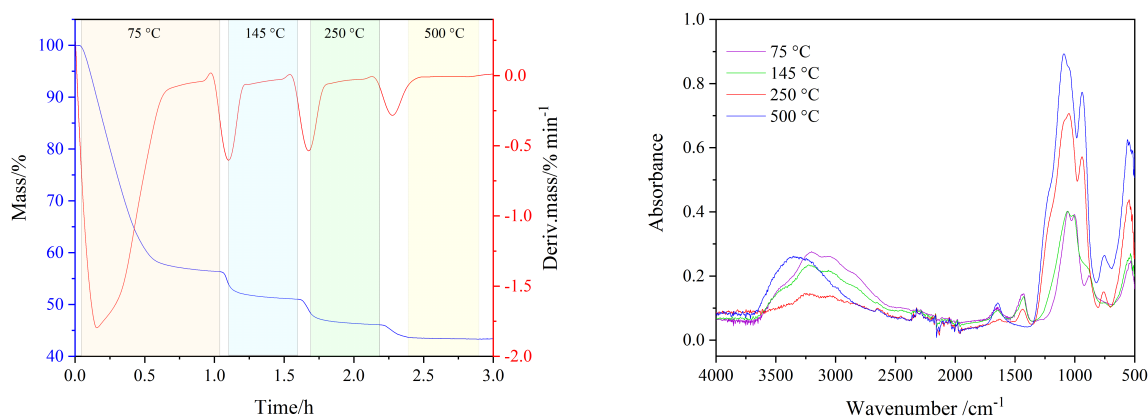 75 °C 145 °C 250 °C 500 °C
100
90
80
70
60
50
40
Mass/%
0.0
-0.5
-1.0
-1.5
-2.0
Deriv.mass/% min-1
0.0 0.5 1.0 1.5 2.0 2.5 3.0
Time/h
1.0
0.8
0.6
0.4
0.2
0.0
Absorbance
75 °C
145 °C
250 °C
500 °C
4000 3500 3000 2500 2000 1500 1000 500
Wavenumber /cm-1